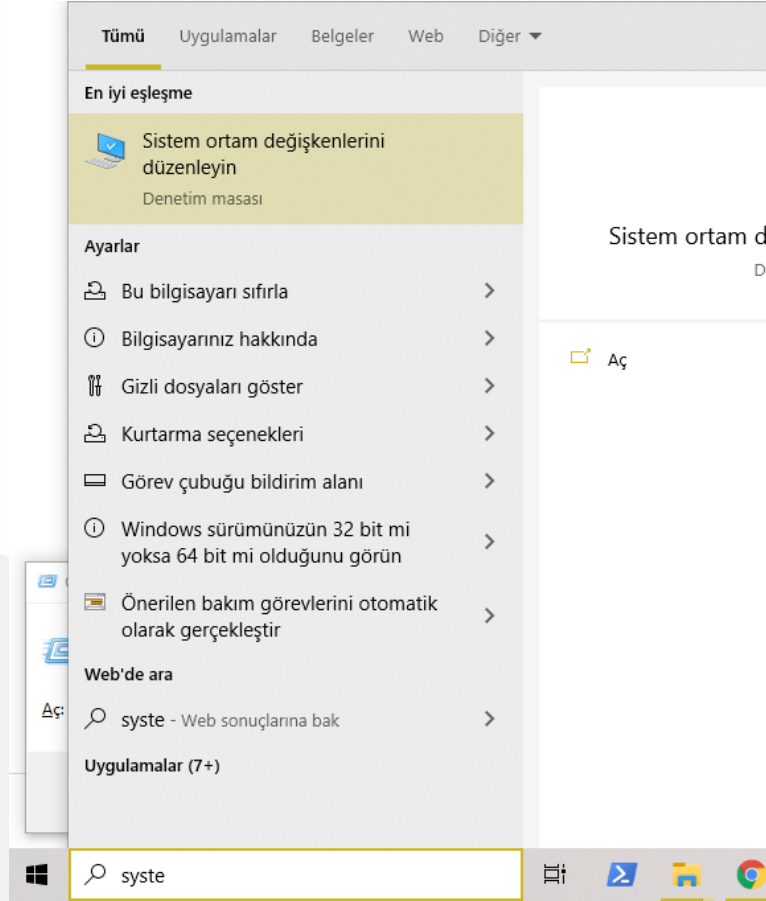 Tümü Uygulamalar Belgeler Web Diğer
En iyi eşleşme
Sistem ortam değişkenlerini
düzenleyin
Denetim masası
Ayarlar
Bu bilgisayarı sıfırla
Bilgisayarınız hakkında
Gizli dosyaları göster
Kurtarma seçenekleri
Görev çubuğu bildirim alanı
Windows sürümünüzün 32 bit mi
yoksa 64 bit mi olduğunu görün
Önerilen bakım görevlerini otomatik
olarak gerçekleştir
Web'de ara
syste - Web sonuçlarına bak
Uygulamalar (7+)
Sistem ortam d
D
Aç
Aç:
syste